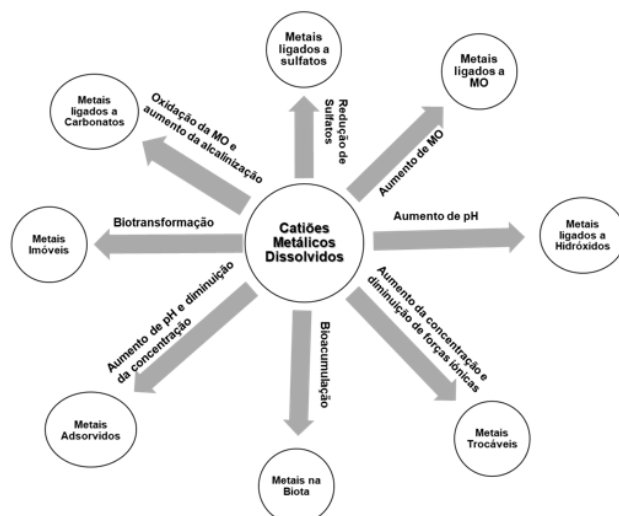 Metais
ligados a
sulfatos
Metais
ligados a
MO
Metais
ligados a
Carbonatos
Oxidação da MO e
aumento da alcalinização
Redução de
Sulfatos
Aumento de MO
Biotransformação
Catiões
Metálicos
Dissolvidos
Aumento de pH
Metais
Imóveis
Metais
ligados a
Hidróxidos
Aumento de pH e diminuição
da concentração
Bioacumulação
Aumento da concentração e
diminuição de forças iónicas
Metais
Adsorvidos
Metais na
Biota
Metais
Trocáveis